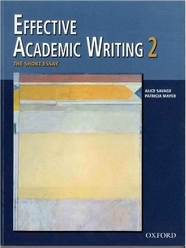 EFFECTIVE
ACADEMIC WRITING 2
THE SHORT ESSAY
ALICE SAVAGE
PATRICIA MAYER
OXFORD